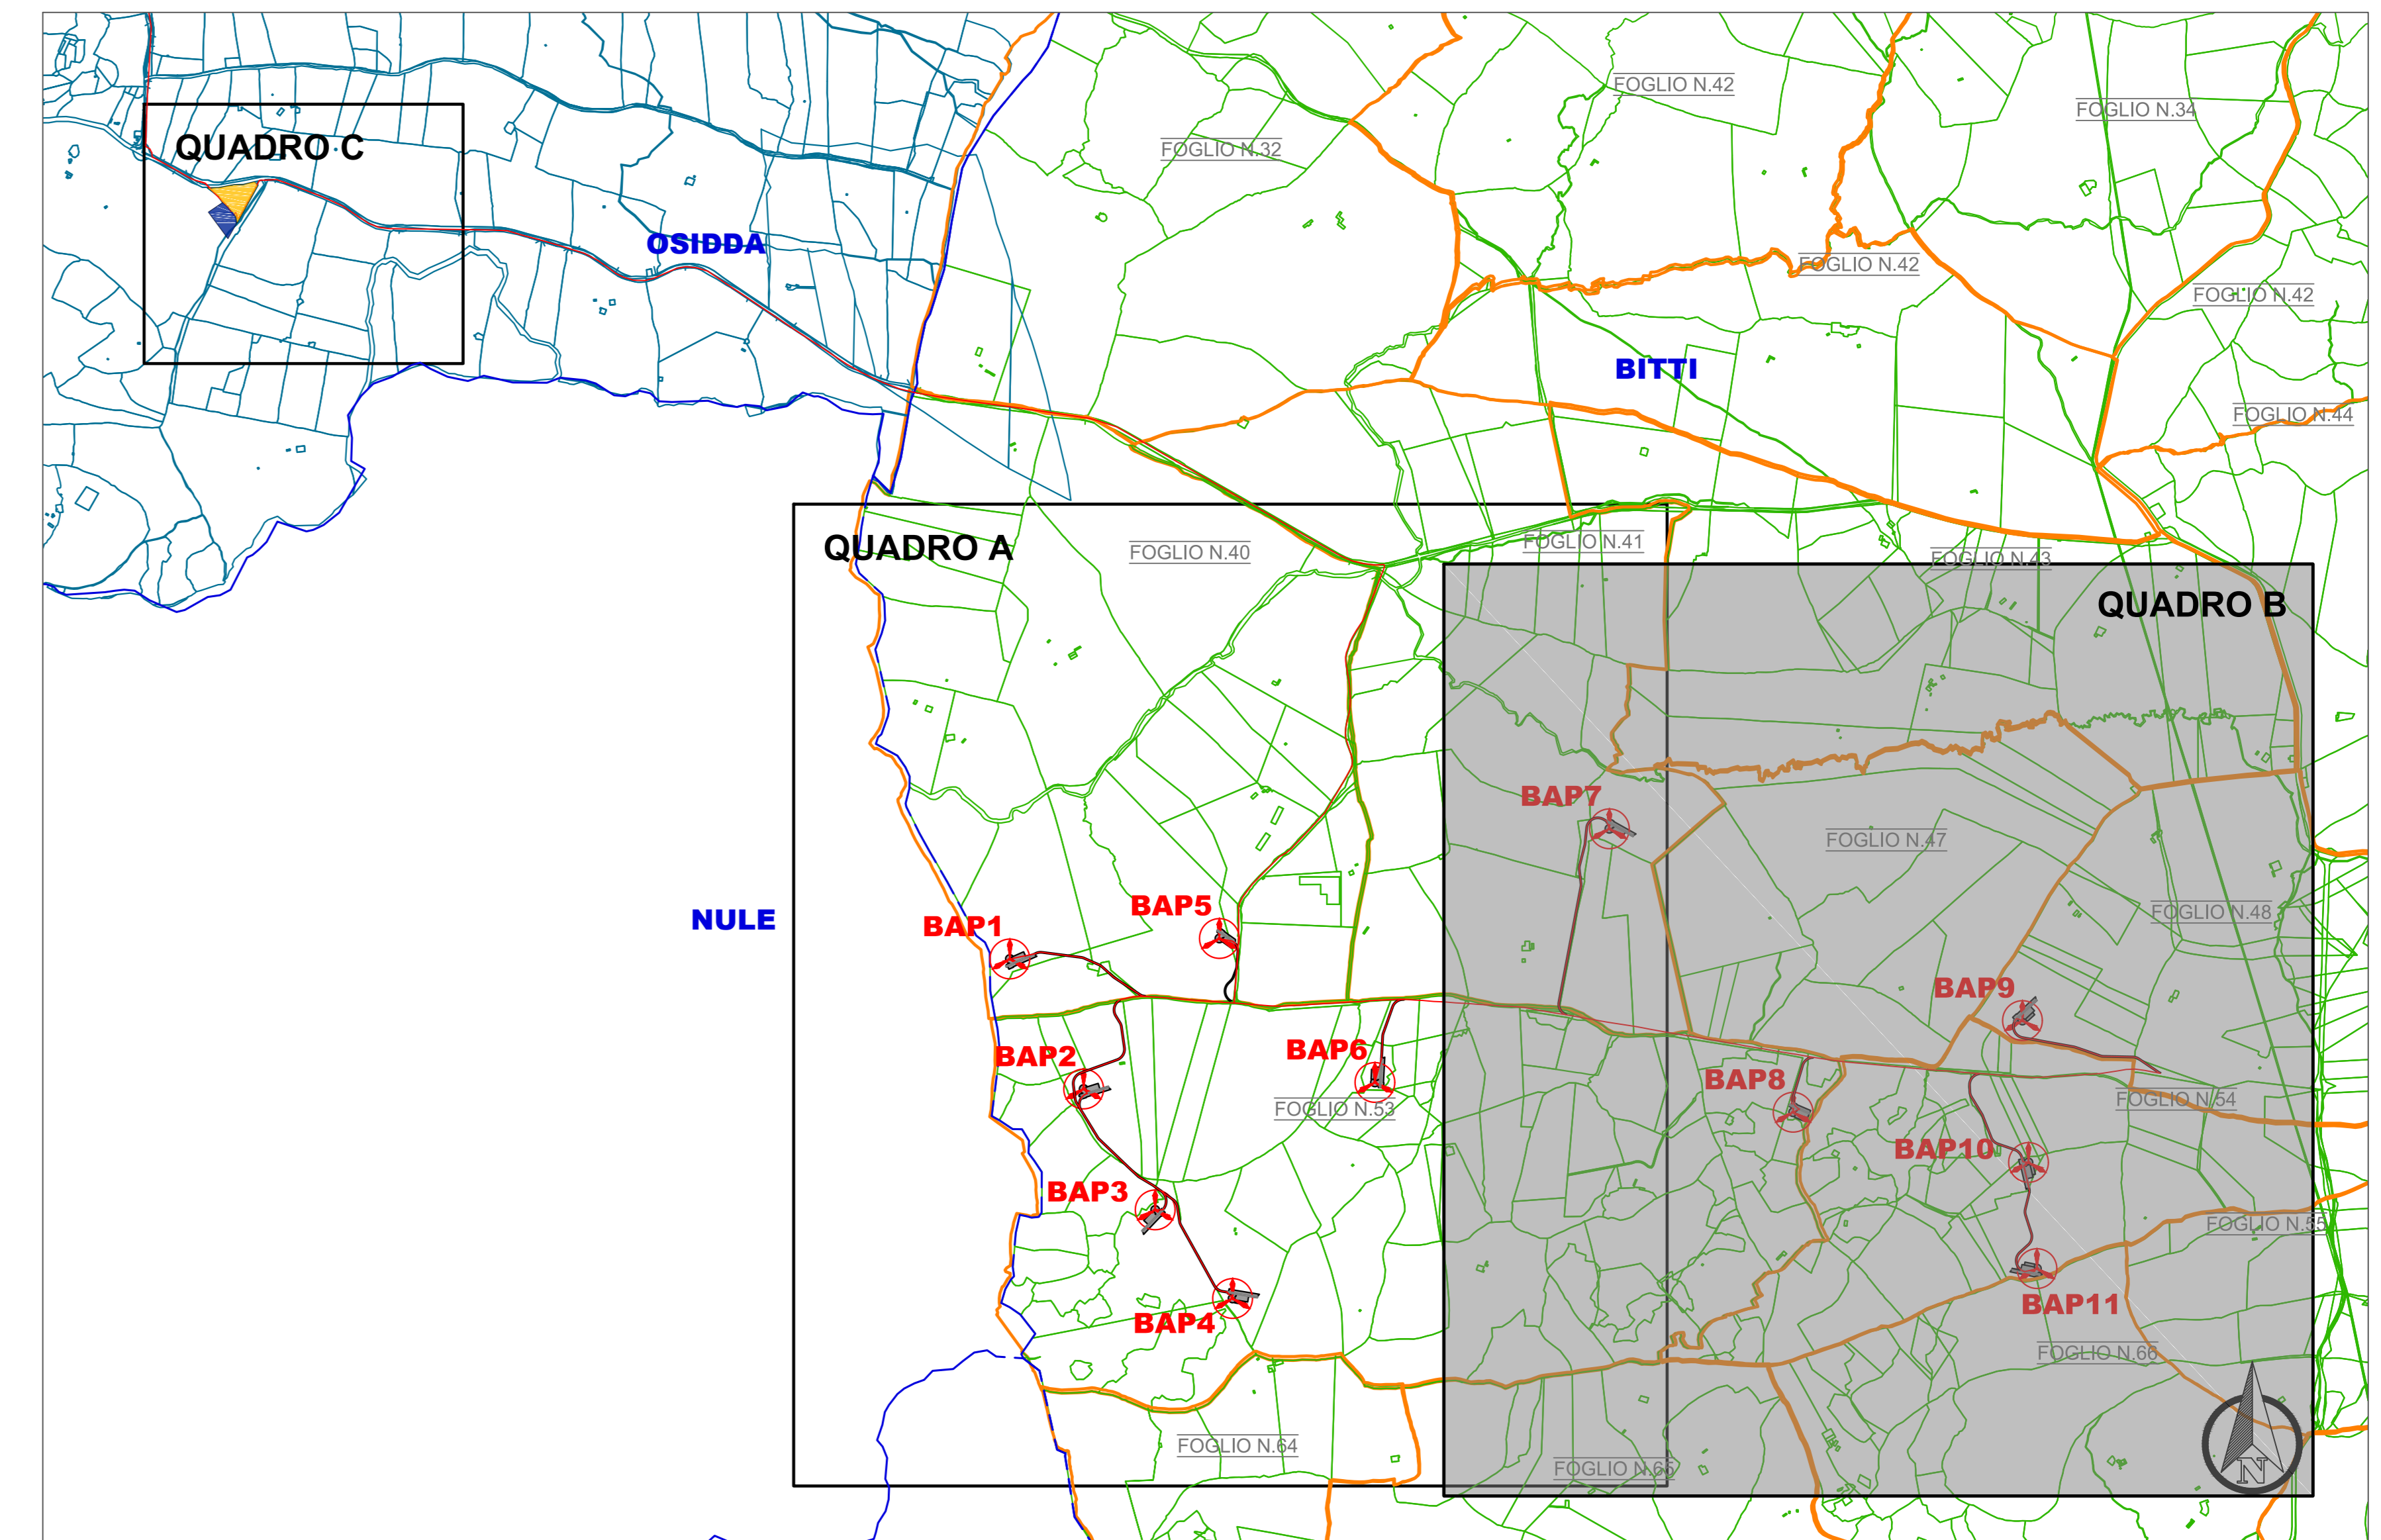 FOGLIO N.42
FOGLIO N.34
FOGLIO N.32
QUADRO C
OSIDDA
FOGLIO N.42
FOGLIO N.42
BITTI
FOGLIO N.44
QUADRO A
FOGLIO N.40
FOGLIO N.41
FOGLIO N.43
QUADRO B
BAP7
FOGLIO N.47
BAP5
FOGLIO N.48
NULE
BAP1
BAP9
BAP2
BAP6
BAP8
FOGLIO N.53
FOGLIO N.54
BAP10
BAP3
FOGLIO N.55
BAP11
BAP4
FOGLIO N.66
FOGLIO N.64
FOGLIO N.65
N